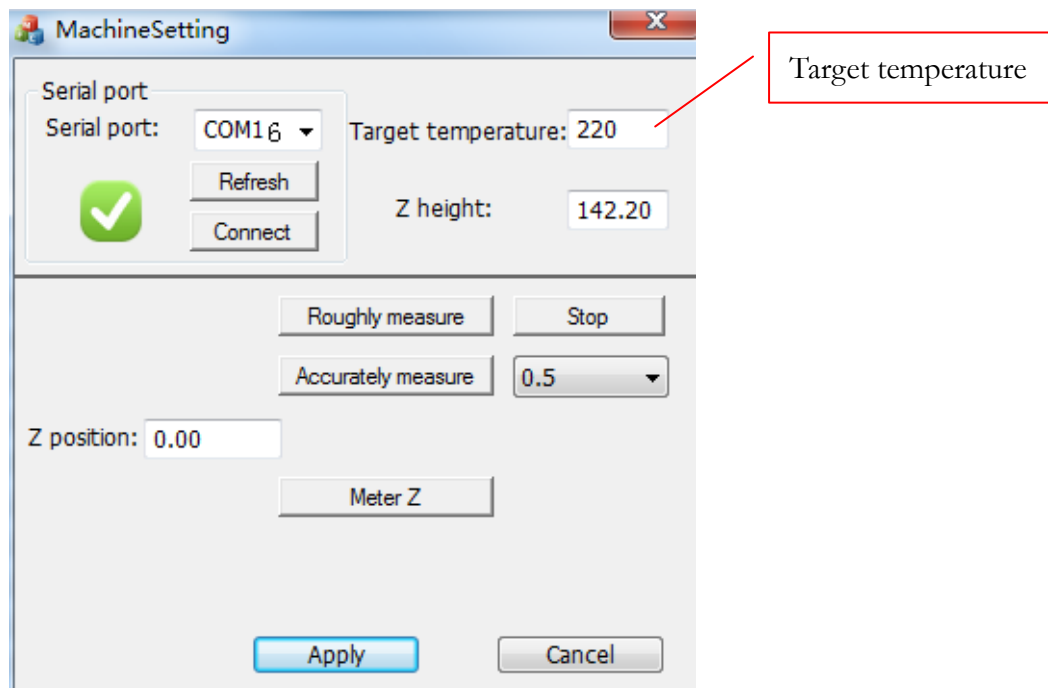 MachineSetting
Target temperature
Serial port
Serial port: COM16 Target temperature: 220
Refresh
Z height: 142.20
Connect
Roughly measure Stop
Accurately measure 0.5
Z position: 0.00
Meter Z
Apply Cancel